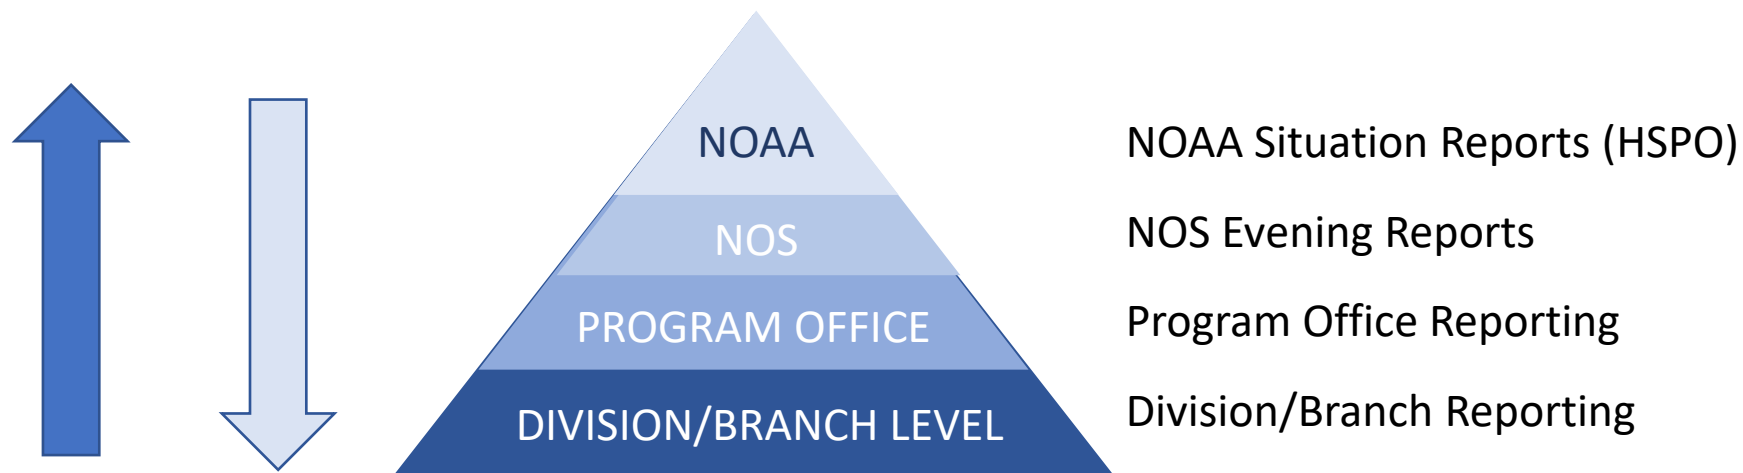 NOAA
NOAA Situation Reports (HSPO)
NOS
NOS Evening Reports
PROGRAM OFFICE
Program Office Reporting
DIVISION/BRANCH LEVEL
Division/Branch Reporting